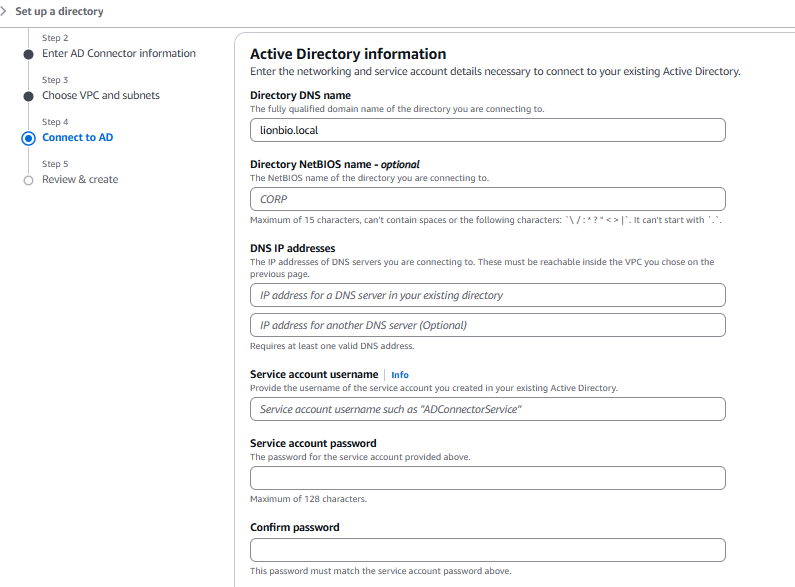 Set up a directory
Step 2
Enter AD Connector information
Step 3
Choose VPC and subnets
Step 4
Connect to AD
Step 5
Review & create
Active Directory information
Enter the networking and service account details necessary to connect to your existing Active Directory.
Directory DNS name
The fully qualified domain name of the directory you are connecting to.
lionbio.local
Directory NetBIOS name - optional
The NetBIOS name of the directory you are connecting to.
CORP
Maximum of 15 characters, can't contain spaces or the following characters: `\ / : * ? " < > |`. It can't start with `.`.
DNS IP addresses
The IP addresses of DNS servers you are connecting to. These must be reachable inside the VPC you chose on the
previous page.
IP address for a DNS server in your existing directory
IP address for another DNS server (Optional)
Requires at least one valid DNS address.
Service account username | Info
Provide the username of the service account you created in your existing Active Directory.
Service account username such as "ADConnectorService"
Service account password
The password for the service account provided above.
Maximum of 128 characters.
Confirm password
This password must match the service account password above.